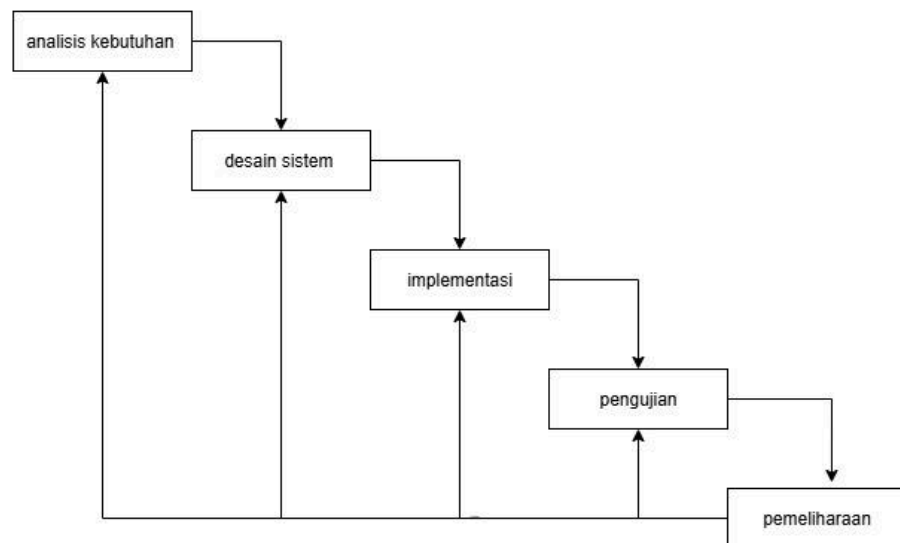 analisis kebutuhan
desain sistem
implementasi
pengujian
pemeliharaan